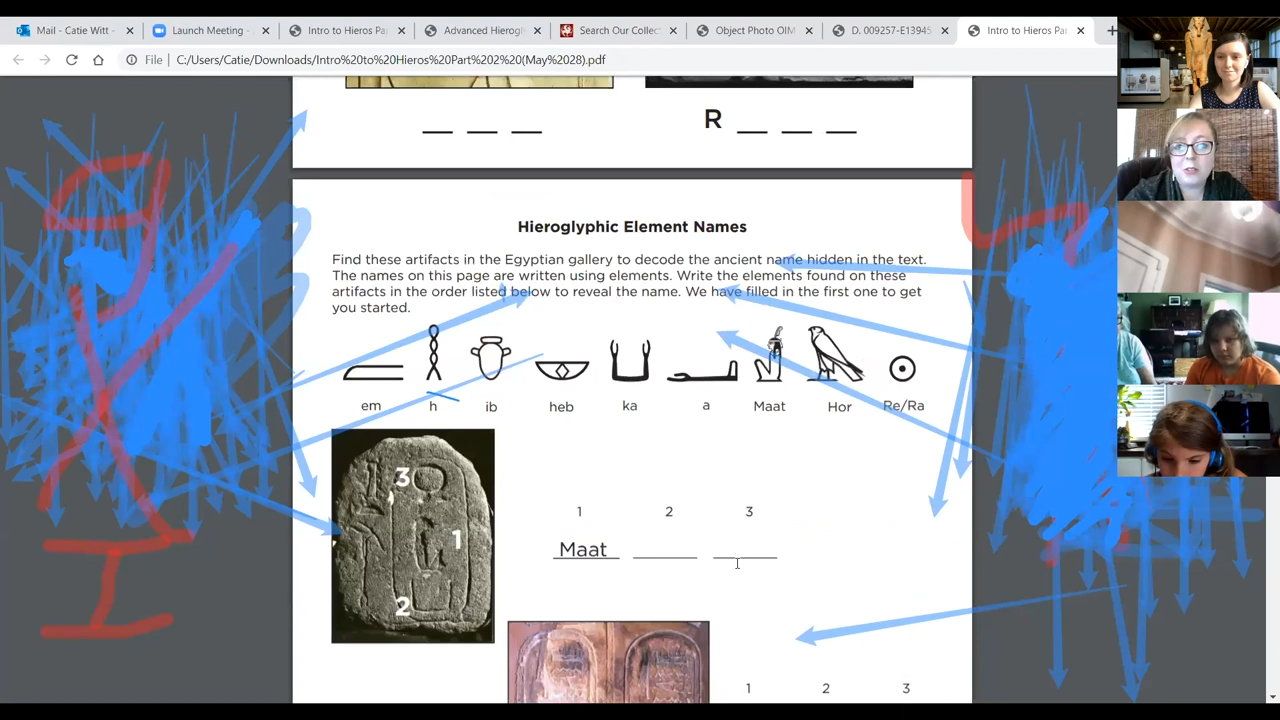 Mail - Catie Witt -
Launch Meeting -
Intro to Hieros Pa
Advanced Hierogl
Search Our Collec
Object Photo OIM
D. 009257-E13945
Intro to Hieros Par
File | C:/Users/Catie/Downloads/Intro%20to%20Hieros%20Part%202%20(May%2028).pdf
R
Hieroglyphic Element Names
Find these artifacts in the Egyptian gallery to decode the ancient name hidden in the text.
The names on this page are written using elements. Write the elements found on these
artifacts in the order listed below to reveal the name. We have filled in the first one to get
you started.
em h ib heb ka a Maat Hor Re/Ra
3
1
2
1 2 3
Maat
1 2 3